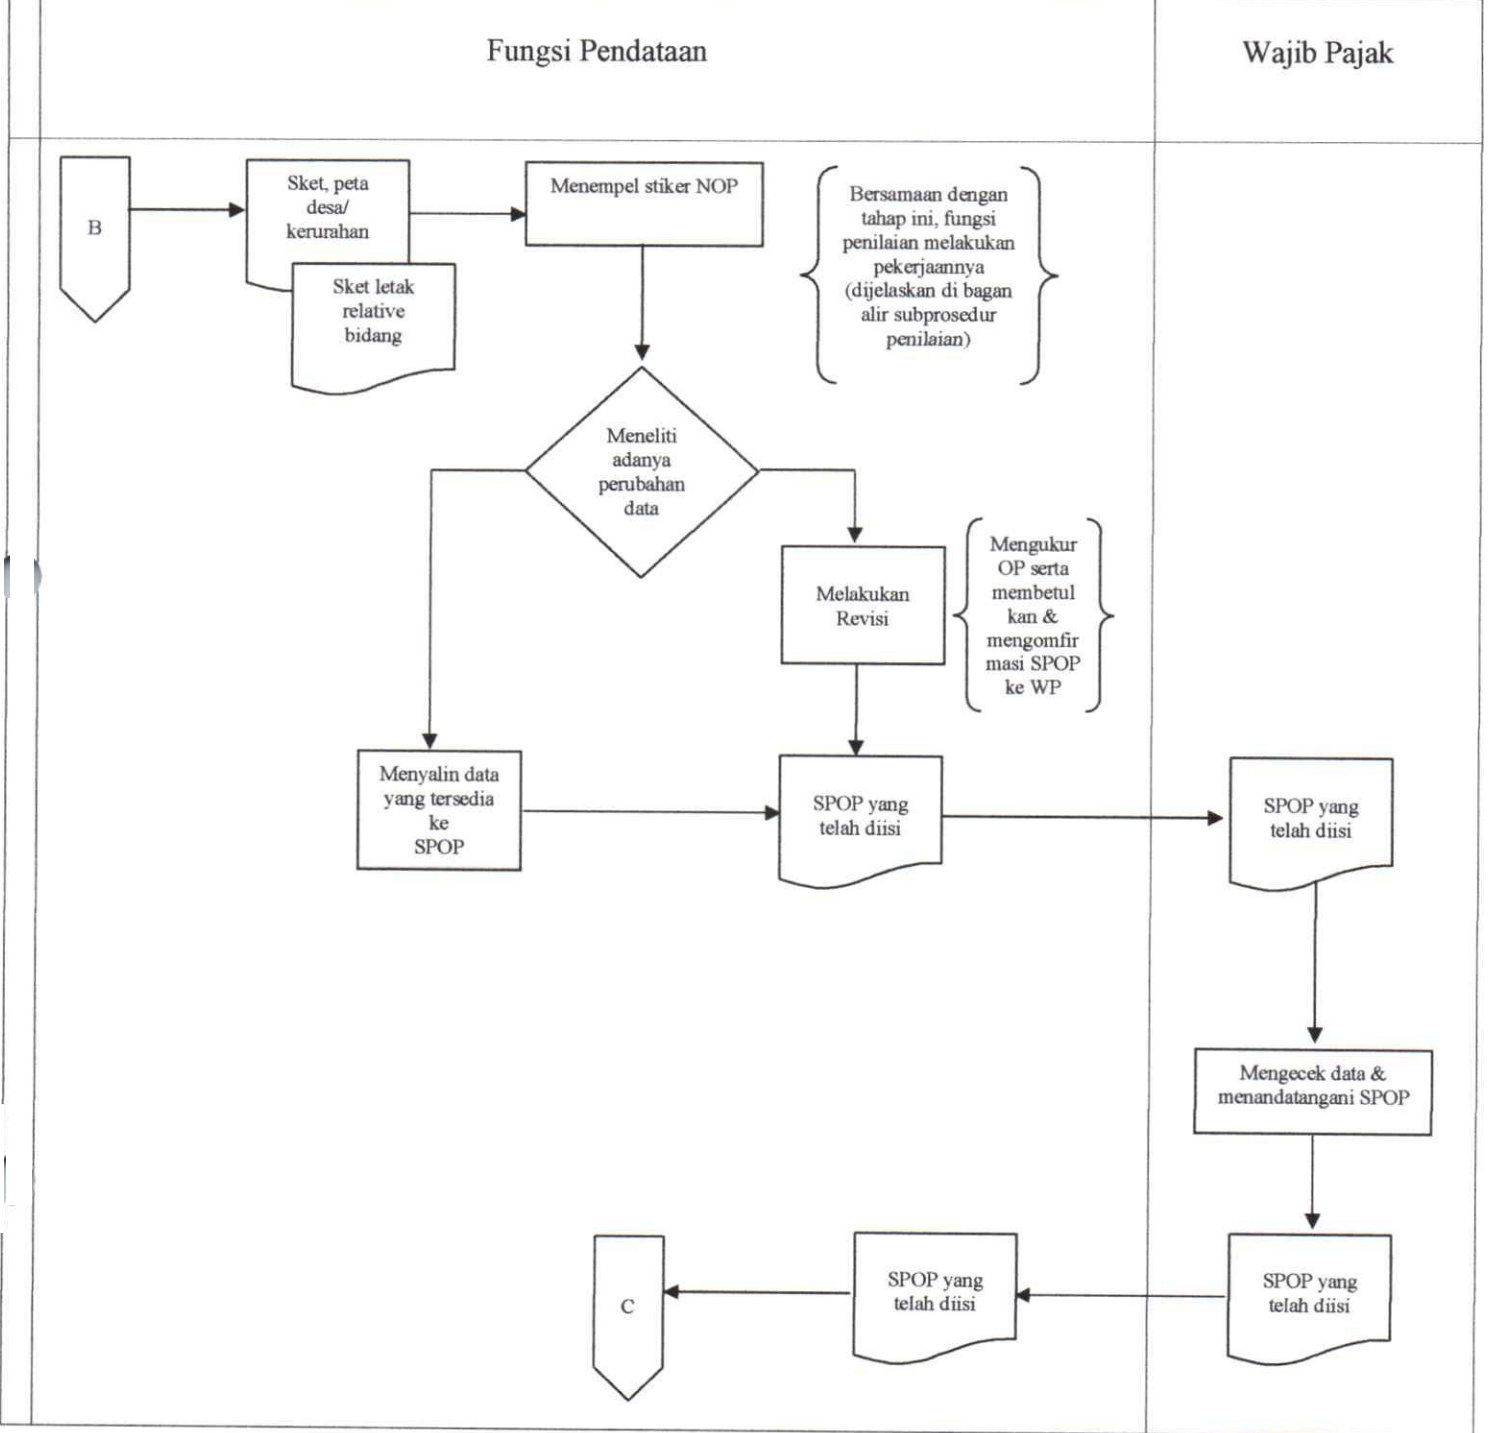 Fungsi Pendataan
Wajib Pajak
B
Sket, peta
desa/
kerurahan
Sket letak
relative
bidang
Menempel stiker NOP
Bersamaan dengan
tahap ini, fungsi
penilaian melakukan
pekerjaannya
(dijelaskan di bagan
alir subprosedur
penilaian)
Meneliti
adanya
perubahan
data
Melakukan
Revisi
Mengukur
OP serta
membetul
kan &
mengomfir
masi SPOP
ke WP
Menyalin data
yang tersedia
ke
SPOP
SPOP yang
telah diisi
SPOP yang
telah diisi
Mengecek data &
menandatangani SPOP
SPOP yang
telah diisi
SPOP yang
telah diisi
C